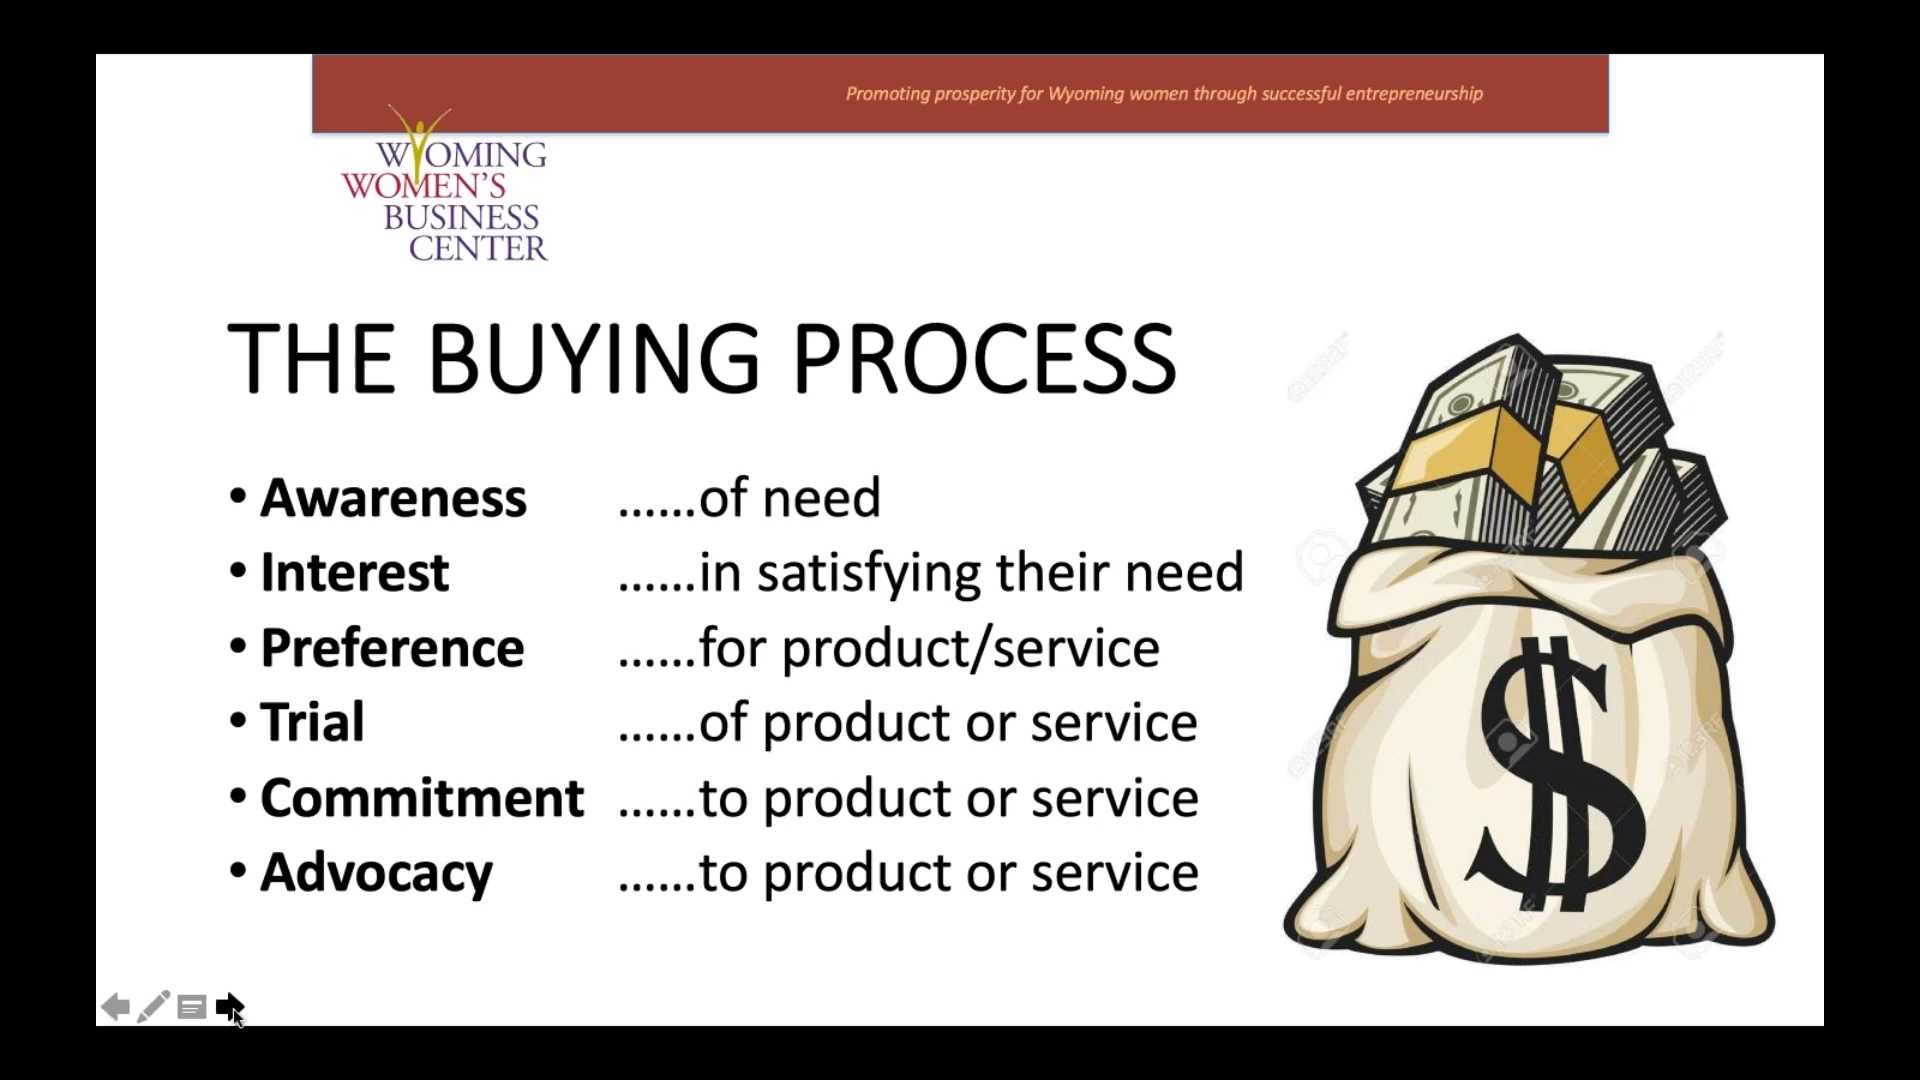 Promoting prosperity for Wyoming women through successful entrepreneurship
WYOMING
WOMEN'S
BUSINESS
CENTER
THE BUYING PROCESS
• Awareness ......of need
• Interest ......in satisfying their need
• Preference ......for product/service
• Trial ......of product or service
• Commitment ......to product or service
• Advocacy ......to product or service
$